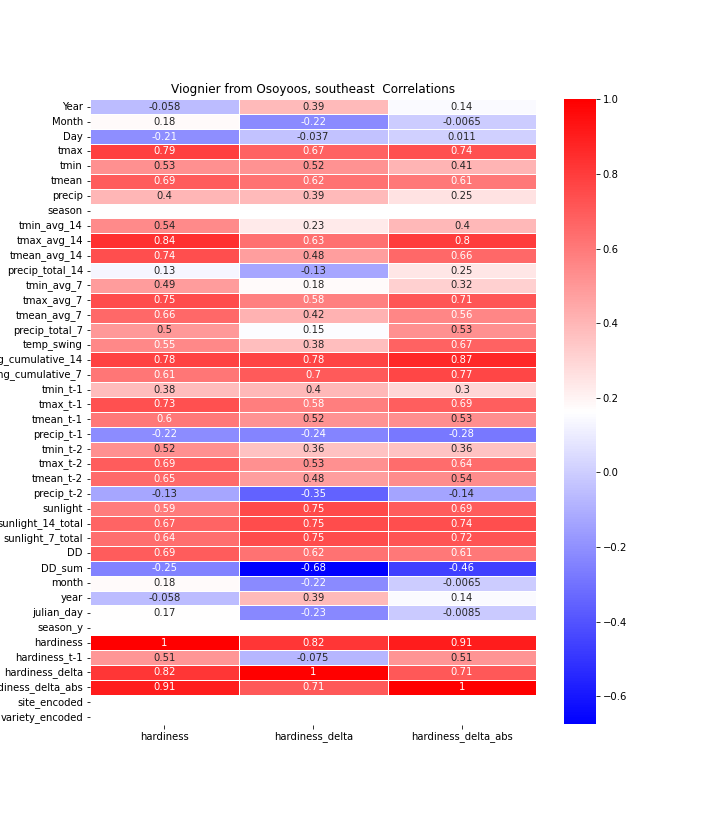 Viognier from Osoyoos, southeast  Correlations
Year -0.058 0.39 0.14
Month 0.18 -0.22 -0.0065
Day -0.21 -0.037 0.011
tmax 0.79 0.67 0.74
tmin 0.53 0.52 0.41
tmean 0.69 0.62 0.61
precip 0.4 0.39 0.25
season
tmin_avg_14 0.54 0.23 0.4
tmax_avg_14 0.84 0.63 0.8
tmean_avg_14 0.74 0.48 0.66
precip_total_14 0.13 -0.13 0.25
tmin_avg_7 0.49 0.18 0.32
tmax_avg_7 0.75 0.58 0.71
tmean_avg_7 0.66 0.42 0.56
precip_total_7 0.5 0.15 0.53
temp_swing 0.55 0.38 0.67
g_cumulative_14 0.78 0.78 0.87
ng_cumulative_7 0.61 0.7 0.77
tmin_t-1 0.38 0.4 0.3
tmax_t-1 0.73 0.58 0.69
tmean_t-1 0.6 0.52 0.53
precip_t-1 -0.22 -0.24 -0.28
tmin_t-2 0.52 0.36 0.36
tmax_t-2 0.69 0.53 0.64
tmean_t-2 0.65 0.48 0.54
precip_t-2 -0.13 -0.35 -0.14
sunlight 0.59 0.75 0.69
sunlight_14_total 0.67 0.75 0.74
sunlight_7_total 0.64 0.75 0.72
DD 0.69 0.62 0.61
DD_sum -0.25 -0.68 -0.46
month 0.18 -0.22 -0.0065
year -0.058 0.39 0.14
julian_day 0.17 -0.23 -0.0085
season_y
hardiness 1 0.82 0.91
hardiness_t-1 0.51 -0.075 0.51
hardiness_delta 0.82 1 0.71
diness_delta_abs 0.91 0.71 1
site_encoded
variety_encoded
hardiness hardiness_delta hardiness_delta_abs
1.0
0.8
0.6
0.4
0.2
0.0
−0.2
−0.4
−0.6